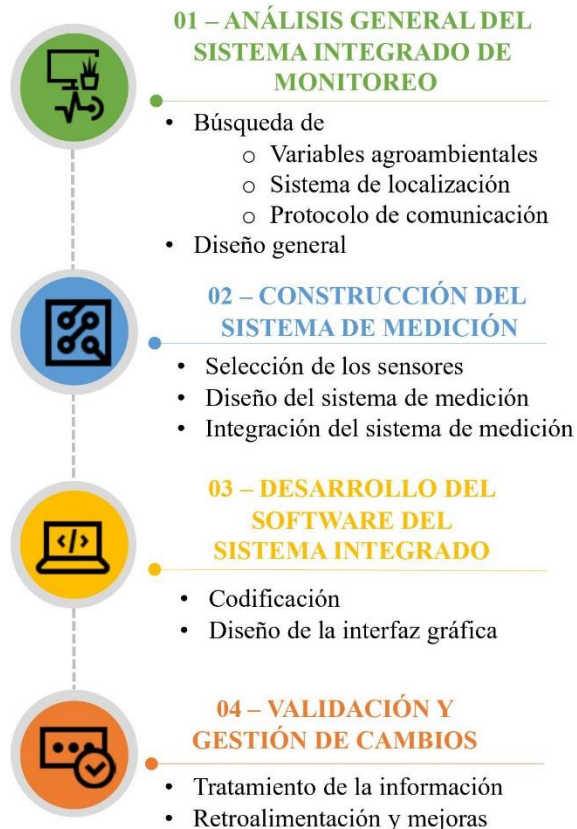 01 – ANÁLISIS GENERAL DEL
SISTEMA INTEGRADO DE
MONITOREO
• Búsqueda de
o Variables agroambientales
o Sistema de localización
o Protocolo de comunicación
• Diseño general
02 – CONSTRUCCIÓN DEL
SISTEMA DE MEDICIÓN
• Selección de los sensores
• Diseño del sistema de medición
• Integración del sistema de medición
03 – DESARROLLO DEL
SOFTWARE DEL
SISTEMA INTEGRADO
</>
• Codificación
• Diseño de la interfaz gráfica
04 – VALIDACIÓN Y
GESTIÓN DE CAMBIOS
• Tratamiento de la información
• Retroalimentación y mejoras